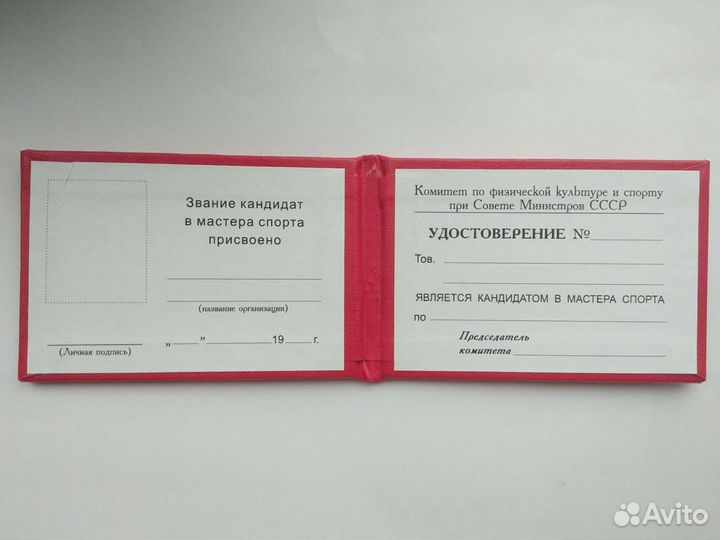 Звание кандидат
в мастера спорта
присвоено
(название организации)
(Личная подпись)
„ ” 19 г.
Комитет по физической культуре и спорту
при Совете Министров СССР
УДОСТОВЕРЕНИЕ №
Тов.
ЯВЛЯЕТСЯ КАНДИДАТОМ В МАСТЕРА СПОРТА
по
Председатель
комитета
Avito